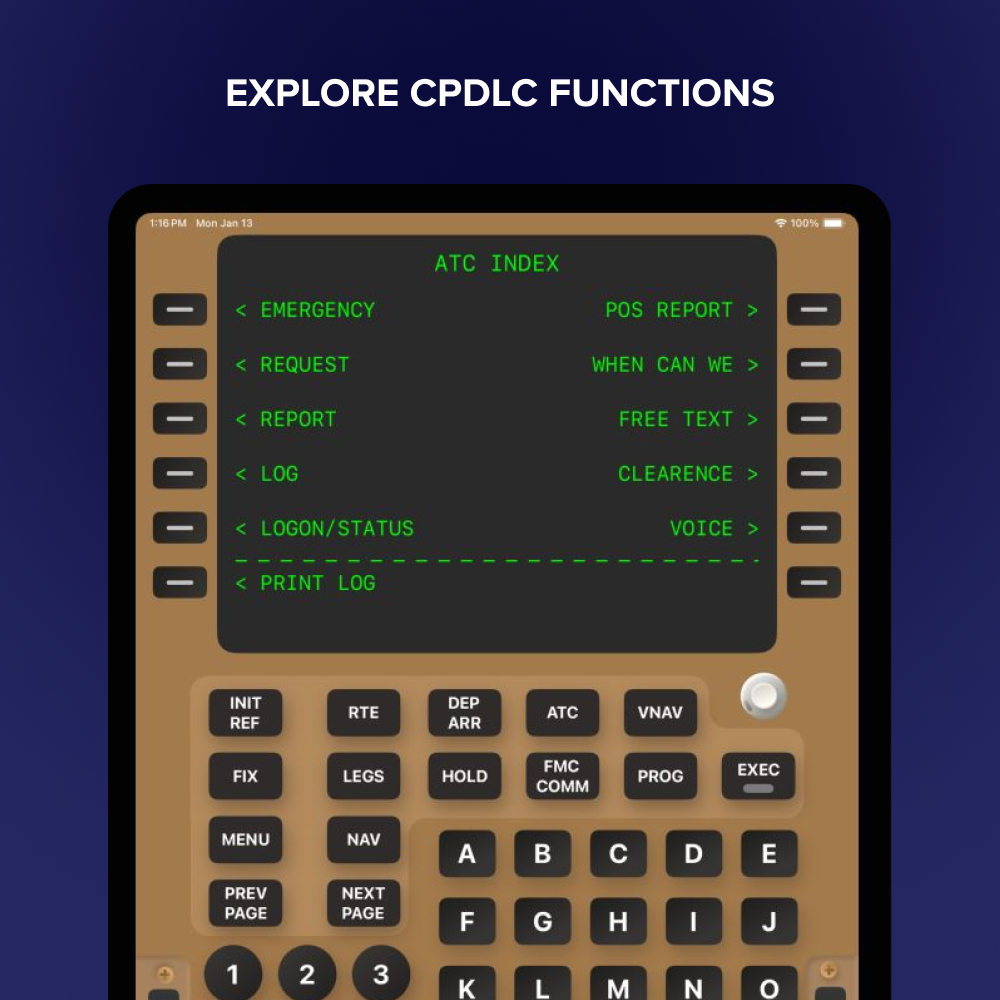 EXPLORE CPDLC FUNCTIONS
1:16 PM Mon Jan 13
100%
ATC INDEX
< EMERGENCY POS REPORT >
< REQUEST WHEN CAN WE >
< REPORT FREE TEXT >
< LOG CLEARENCE >
< LOGON/STATUS VOICE >
< PRINT LOG
INIT REF
RTE
DEP ARR
ATC
VNAV
FIX
LEGS
HOLD
FMC COMM
PROG
EXEC
MENU
NAV
A B C D E
PREV PAGE
NEXT PAGE
F G H I J
1 2 3
K L M N O